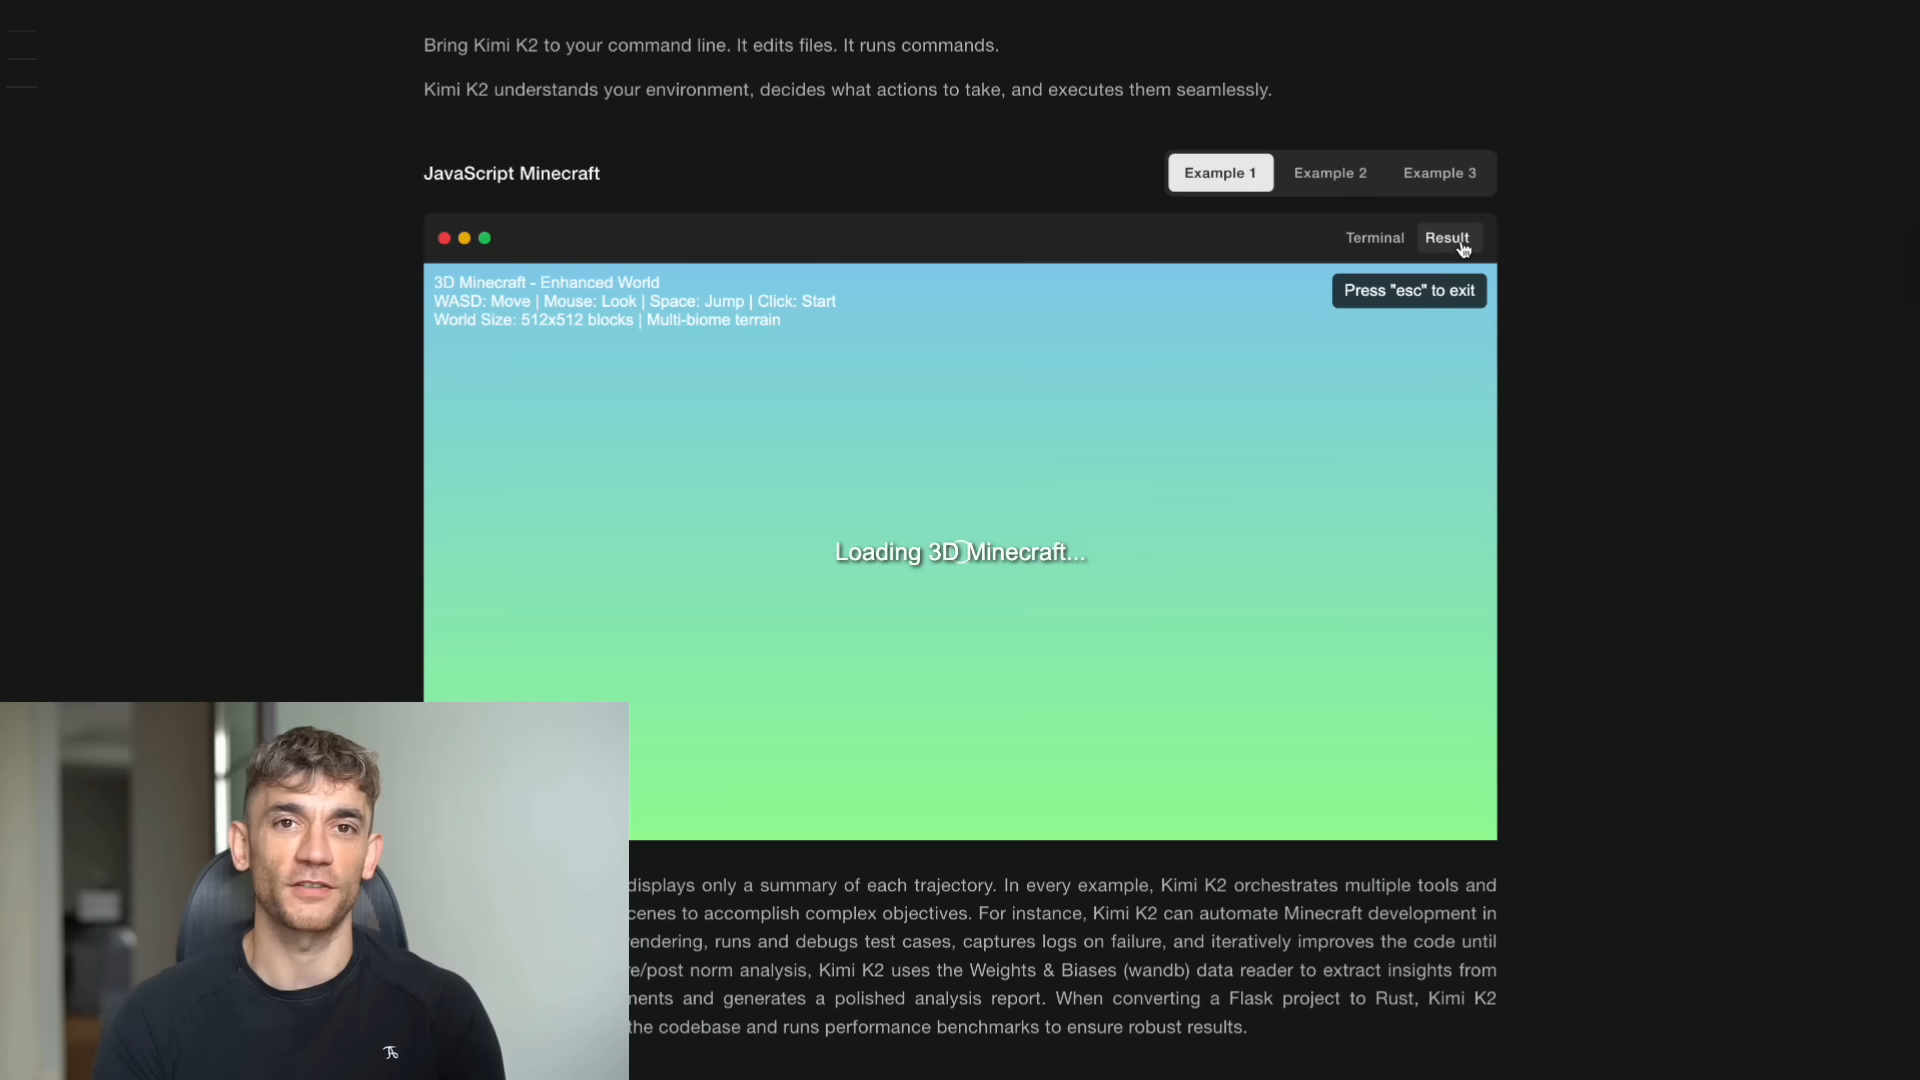 Bring Kimi K2 to your command line. It edits files. It runs commands.
Kimi K2 understands your environment, decides what actions to take, and executes them seamlessly.
JavaScript Minecraft
Example 1
Example 2
Example 3
Terminal
Result
3D Minecraft - Enhanced World
WASD: Move | Mouse: Look | Space: Jump | Click: Start
World Size: 512x512 blocks | Multi-biome terrain
Press "esc" to exit
Loading 3D Minecraft...
displays only a summary of each trajectory. In every example, Kimi K2 orchestrates multiple tools and
to accomplish complex objectives. For instance, Kimi K2 can automate Minecraft development in
runs and debugs test cases, captures logs on failure, and iteratively improves the code until
/post norm analysis, Kimi K2 uses the Weights & Biases (wandb) data reader to extract insights from
and generates a polished analysis report. When converting a Flask project to Rust, Kimi K2
the codebase and runs performance benchmarks to ensure robust results.